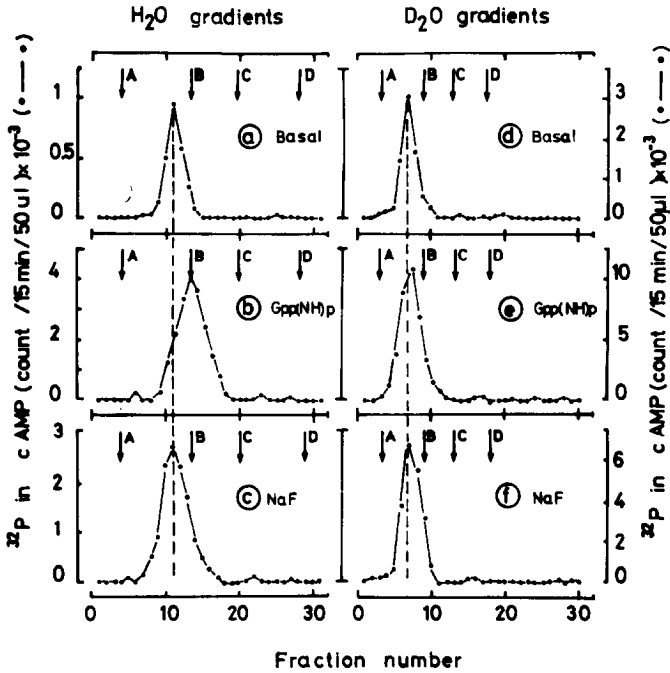 H₂O gradients
D₂O gradients
³²P in c AMP (count /15 min/50 ul)×10⁻³ (•—•)
A B C D
1
0.5
0
ⓐ Basal
A B C D
4
2
0
ⓑ Gpp(NH)p
A B C D
3
2
1
0
ⓒ NaF
0 10 20 30
A B C D
3
2
1
0
ⓓ Basal
A B C D
10
5
0
ⓔ Gpp(NH)p
A B C D
6
4
2
0
ⓕ NaF
0 10 20 30
³²P in c AMP (count /15 min/50µl)×10⁻³ (•—•)
Fraction number